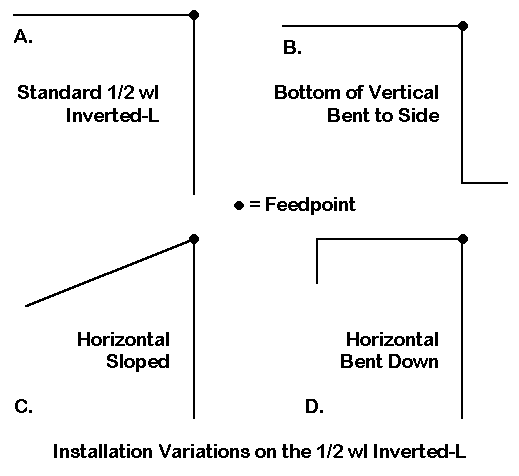 A.
Standard 1/2 wl
Inverted-L
B.
Bottom of Vertical
Bent to Side
= Feedpoint
Horizontal
Sloped
C.
Horizontal
Bent Down
D.
Installation Variations on the 1/2 wl Inverted-L